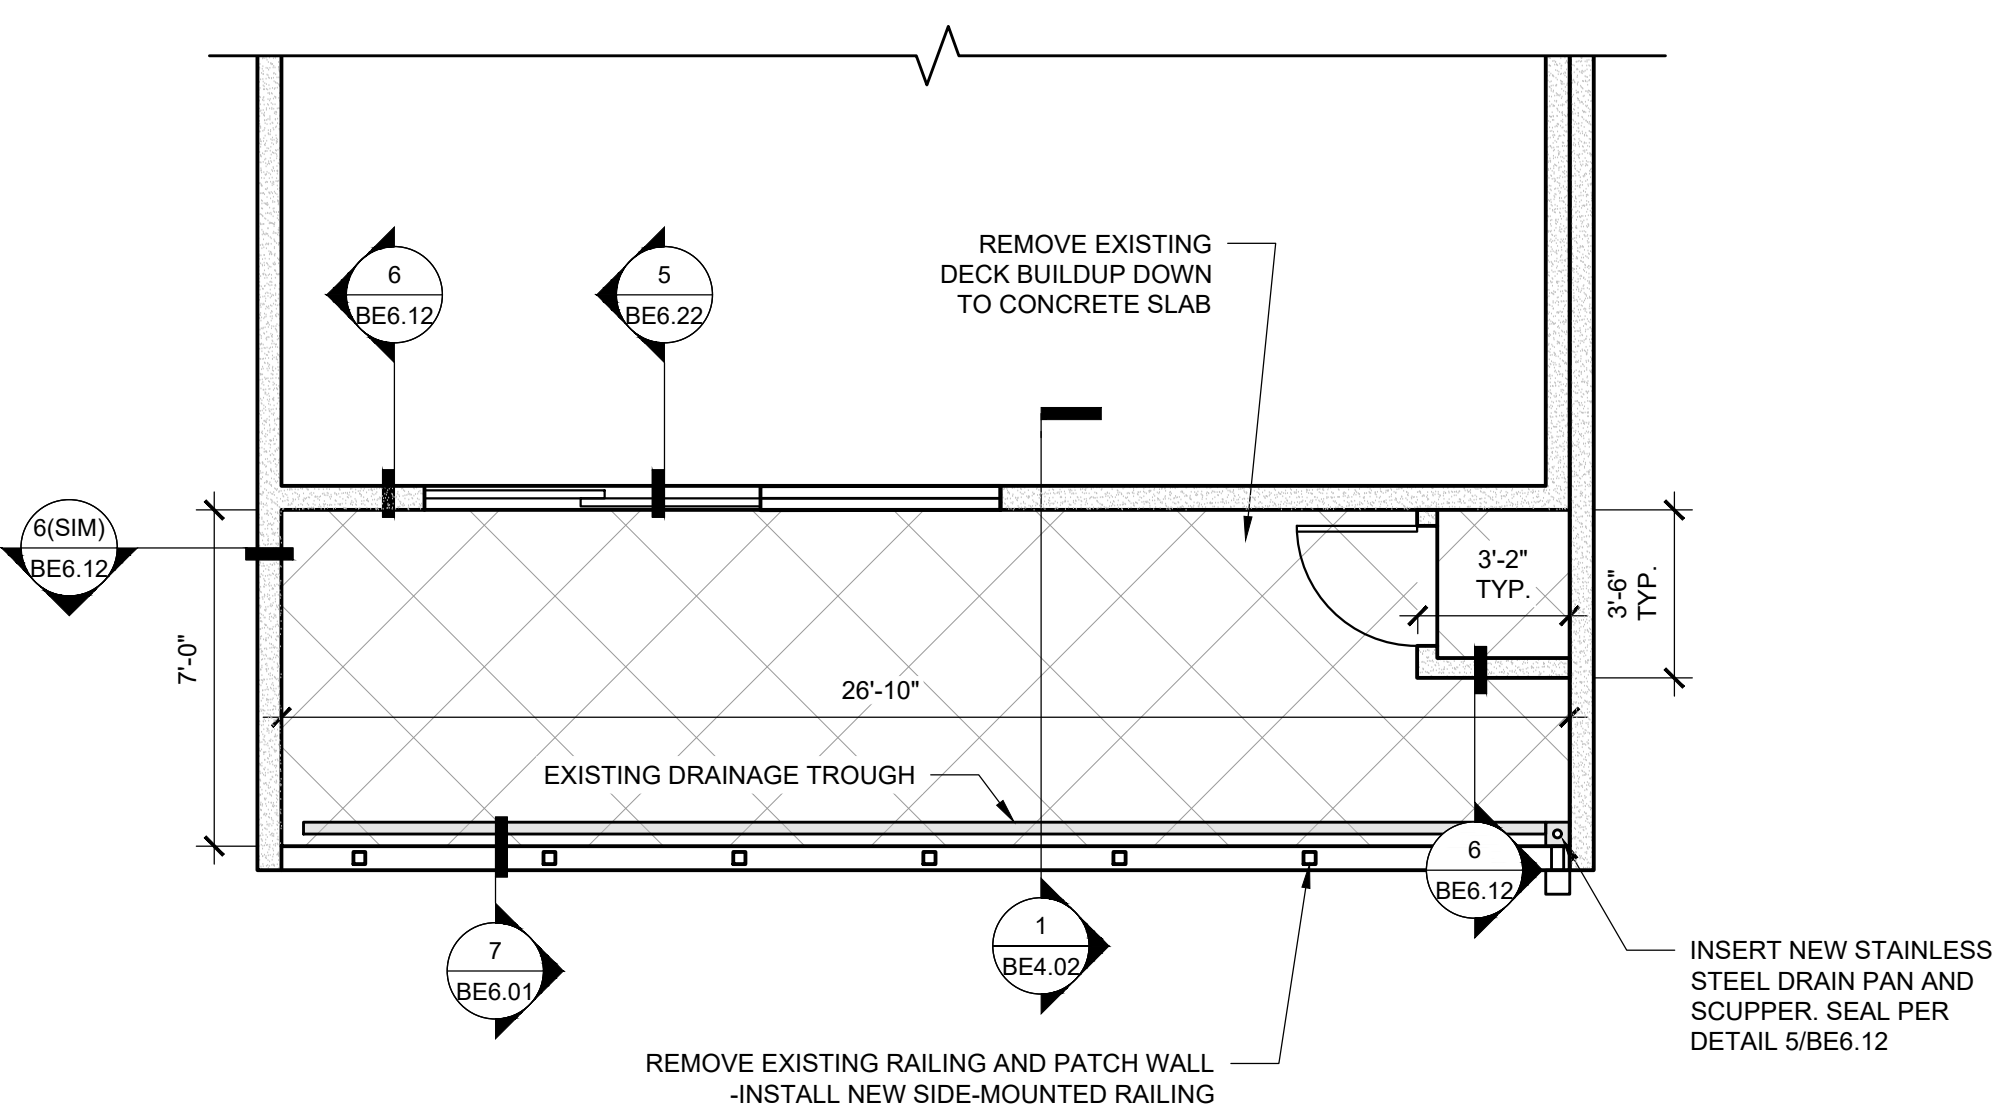 REMOVE EXISTING
DECK BUILDUP DOWN
TO CONCRETE SLAB
6
BE6.12
5
BE6.22
6(SIM)
BE6.12
3'-2"
TYP.
3'-6"
TYP.
7'-0"
26'-10"
EXISTING DRAINAGE TROUGH
6
BE6.12
7
BE6.01
1
BE4.02
INSERT NEW STAINLESS
STEEL DRAIN PAN AND
SCUPPER. SEAL PER
DETAIL 5/BE6.12
REMOVE EXISTING RAILING AND PATCH WALL
-INSTALL NEW SIDE-MOUNTED RAILING